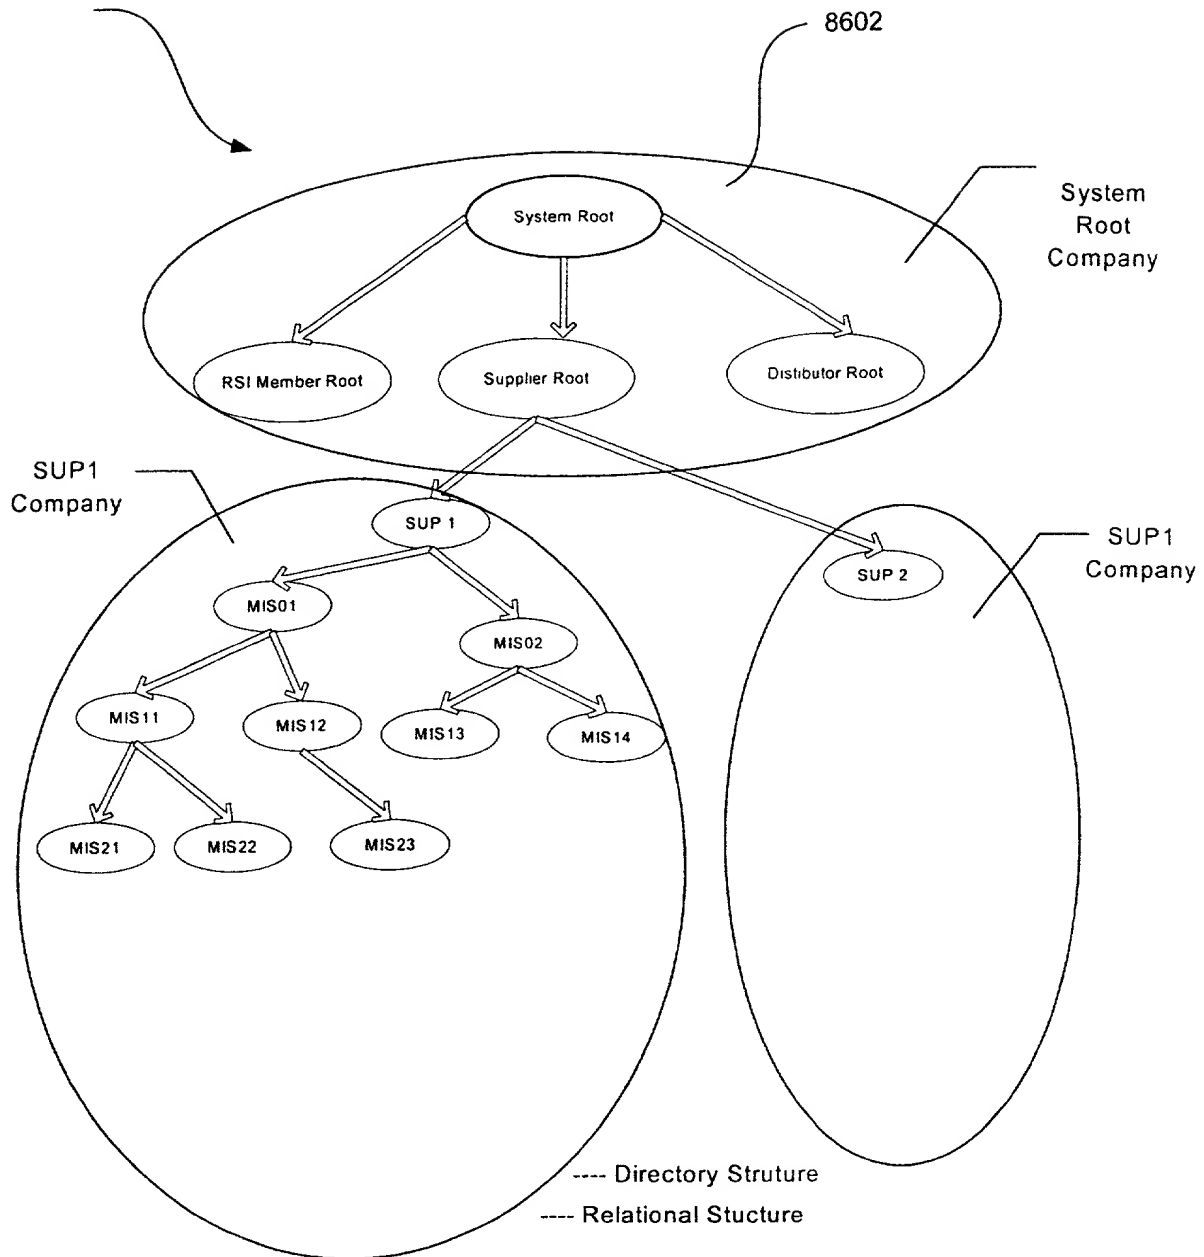 8602
System
Root
Company
System Root
RSI Member Root
Supplier Root
Distibutor Root
SUP1
Company
SUP 1
SUP 2
SUP1
Company
MIS01
MIS02
MIS11
MIS12
MIS13
MIS14
MIS21
MIS22
MIS23
---- Directory Struture
---- Relational Stucture